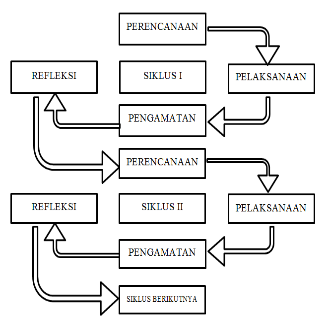 PERENCANAAN
REFLEKSI
SIKLUS I
PELAKSANAAN
PENGAMATAN
PERENCANAAN
REFLEKSI
SIKLUS II
PELAKSANAAN
PENGAMATAN
SIKLUS BERIKUTNYA